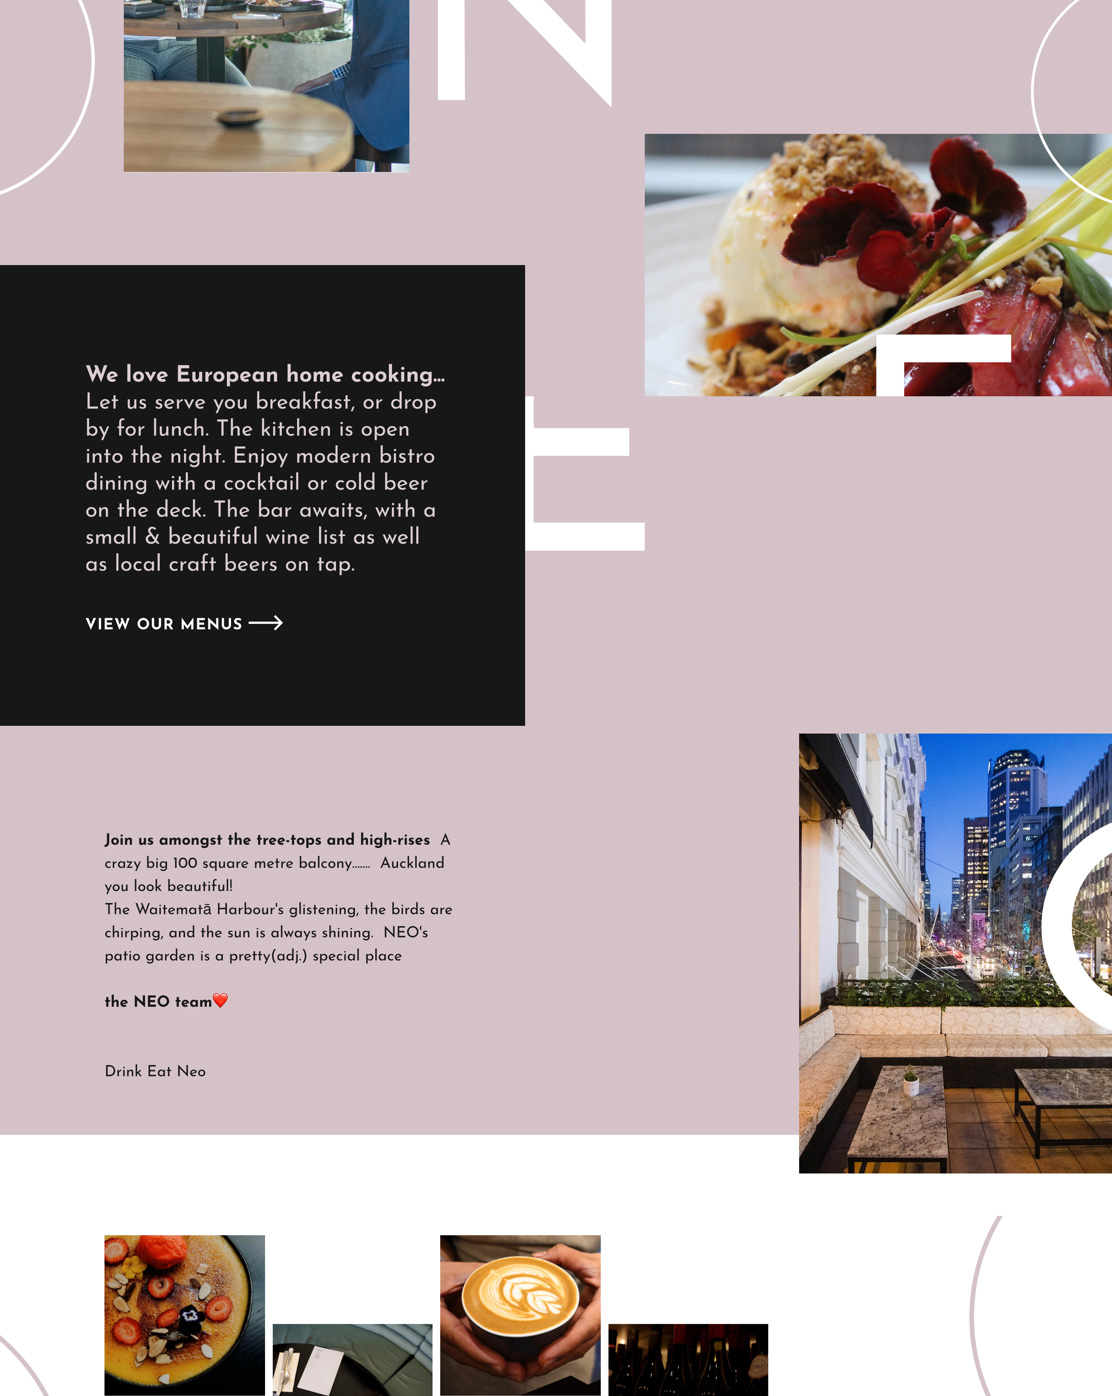 N
We love European home cooking...
Let us serve you breakfast, or drop
by for lunch. The kitchen is open
into the night. Enjoy modern bistro
dining with a cocktail or cold beer
on the deck. The bar awaits, with a
small & beautiful wine list as well
as local craft beers on tap.
VIEW OUR MENUS
E
Join us amongst the tree-tops and high-rises  A
crazy big 100 square metre balcony.......  Auckland
you look beautiful!
The Waitematā Harbour's glistening, the birds are
chirping, and the sun is always shining.  NEO's
patio garden is a pretty(adj.) special place
the NEO team❤️
Drink Eat Neo
O